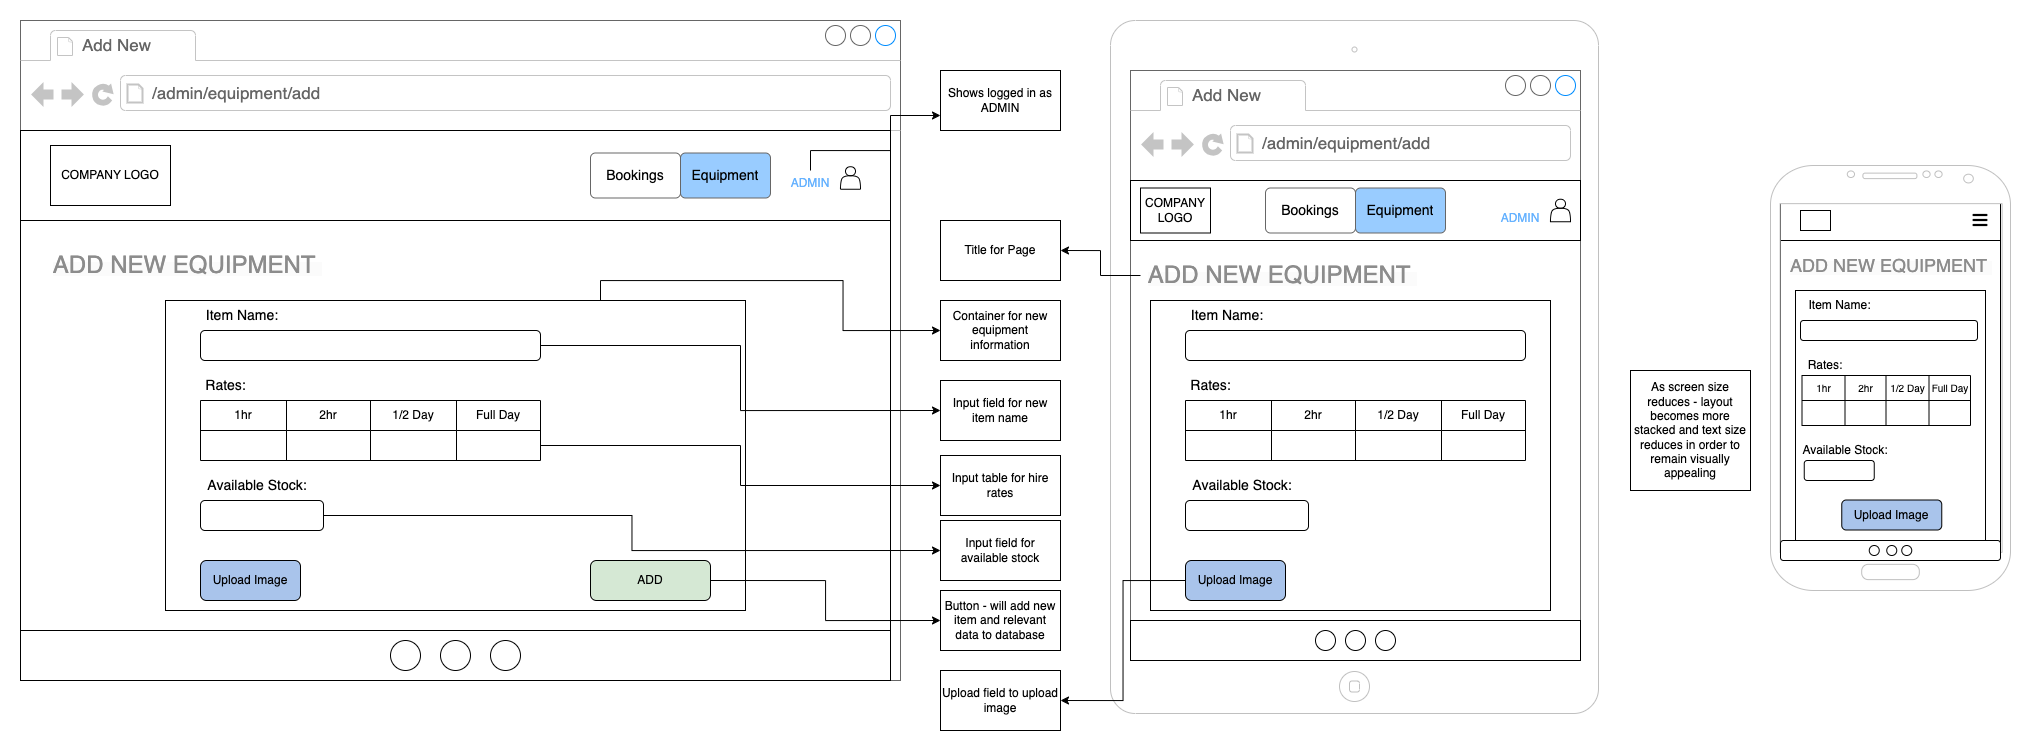 Add New
/admin/equipment/add
COMPANY LOGO
Bookings
Equipment
ADMIN
ADD NEW EQUIPMENT
Item Name:
Rates:
1hr
2hr
1/2 Day
Full Day
Available Stock:
Upload Image
ADD
Shows logged in as
ADMIN
Title for Page
Container for new
equipment
information
Input field for new
item name
Input table for hire
rates
Input field for
available stock
Button - will add new
item and relevant
data to database
Upload field to upload
image
Add New
/admin/equipment/add
COMPANY
LOGO
Bookings
Equipment
ADMIN
ADD NEW EQUIPMENT
Item Name:
Rates:
1hr
2hr
1/2 Day
Full Day
Available Stock:
Upload Image
As screen size
reduces - layout
becomes more
stacked and text size
reduces in order to
remain visually
appealing
ADD NEW EQUIPMENT
Item Name:
Rates:
1hr
2hr
1/2 Day
Full Day
Available Stock:
Upload Image